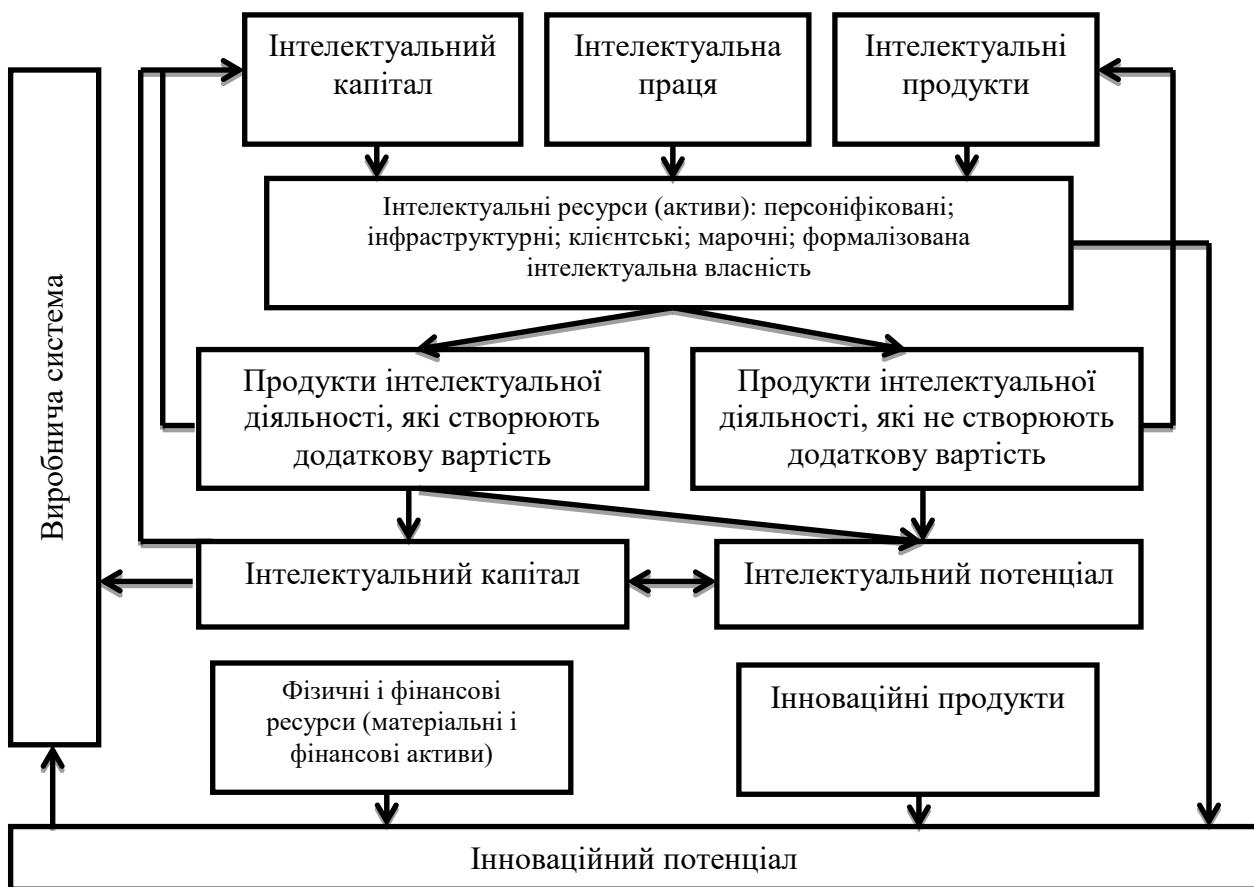 Інтелектуальний
капітал
Інтелектуальна
праця
Інтелектуальні
продукти
Інтелектуальні ресурси (активи): персоніфіковані;
інфраструктурні; клієнтські; марочні; формалізована
інтелектуальна власність
Виробнича система
Продукти інтелектуальної
діяльності, які створюють
додаткову вартість
Продукти інтелектуальної
діяльності, які не створюють
додаткову вартість
Інтелектуальний капітал
Інтелектуальний потенціал
Фізичні і фінансові
ресурси (матеріальні і
фінансові активи)
Інноваційні продукти
Інноваційний потенціал